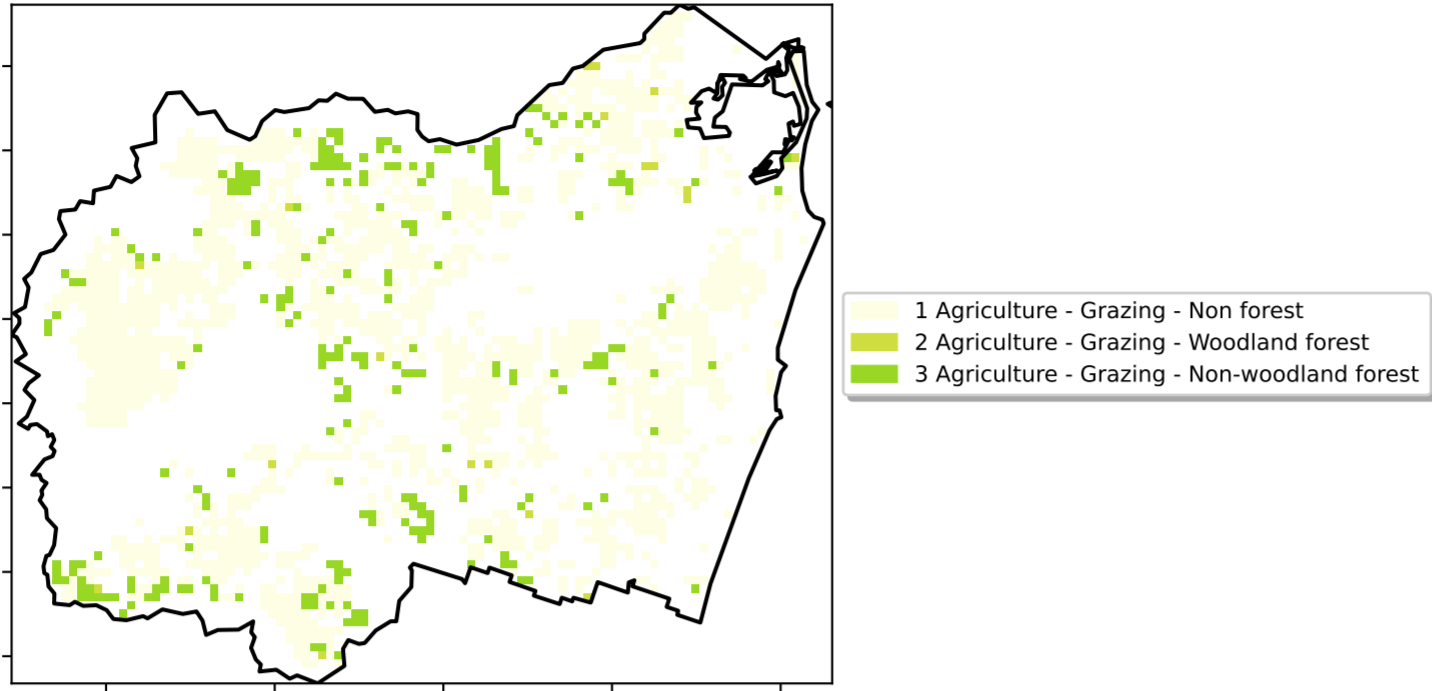 1 Agriculture - Grazing - Non forest
2 Agriculture - Grazing - Woodland forest
3 Agriculture - Grazing - Non-woodland forest